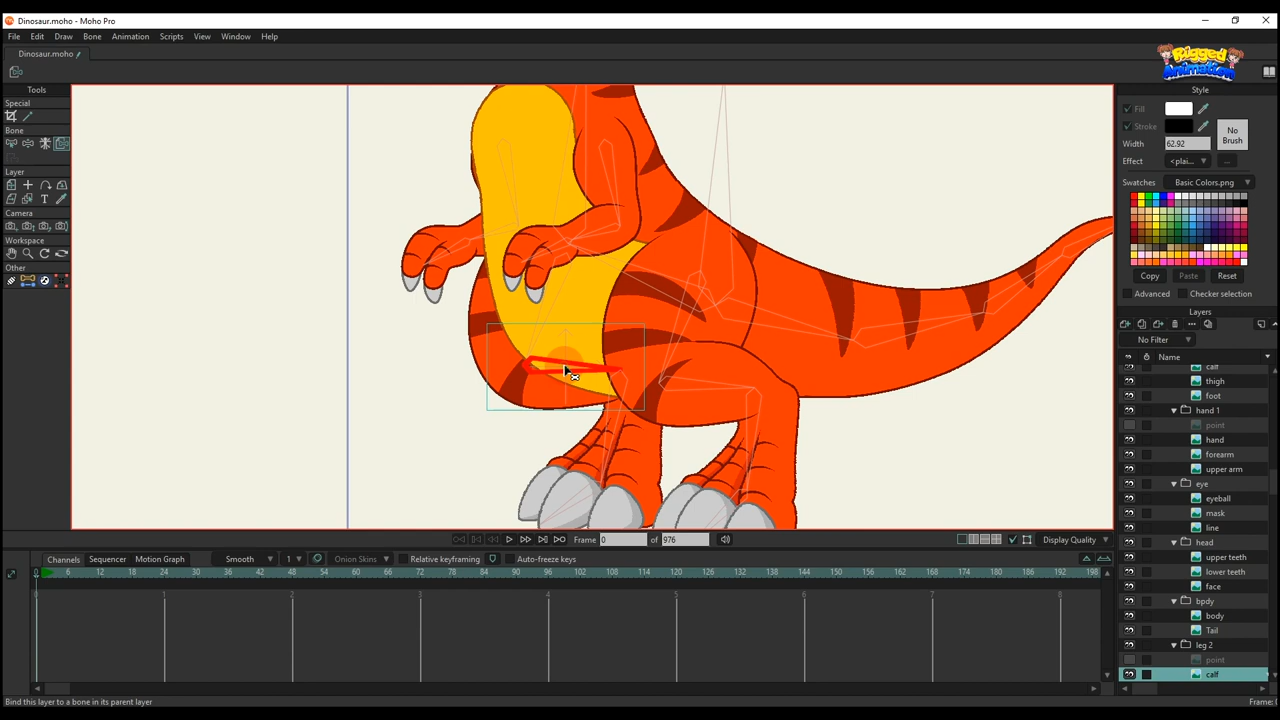 Dinosaur.moho - Moho Pro
File Edit Draw Bone Animation Scripts View Window Help
Dinosaur.moho
Rigged Animation
Tools
Special
Bone
Layer
Camera
Workspace
Other
Style
Fill
Stroke
Width 62.92
No Brush
Effect <plai...
...
Swatches Basic Colors.png
Copy Paste Reset
Advanced Checker selection
Layers
No Filter
Name
calf
thigh
foot
hand 1
point
hand
forearm
upper arm
eye
eyeball
mask
line
head
upper teeth
lower teeth
face
bpdy
body
Tail
leg 2
point
calf
Frame 0 of 976 Display Quality
Channels Sequencer Motion Graph Smooth 1 Onion Skins Relative keyframing Auto-freeze keys
0 6 12 18 24 30 36 42 48 54 60 66 72 78 84 90 96 102 108 114 120 126 132 138 144 150 156 162 168 174 180 186 192 198
0 1 2 3 4 5 6 7 8
Bind this layer to a bone in its parent layer
Frame: